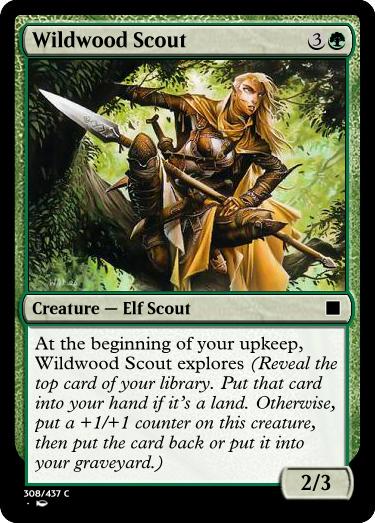 Wildwood Scout 3
Creature — Elf Scout
At the beginning of your upkeep,
Wildwood Scout explores (Reveal the
top card of your library. Put that card
into your hand if it's a land. Otherwise,
put a +1/+1 counter on this creature,
then put the card back or put it into
your graveyard.)
2/3
308/437 C